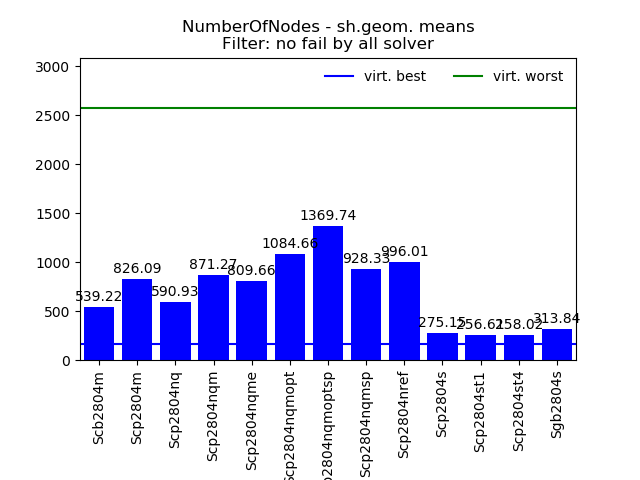 NumberOfNodes - sh.geom. means
Filter: no fail by all solver
virt. best virt. worst
3000
2500
2000
1500
1000
500
0
539.22
826.09
590.93
871.27
809.66
1084.66
1369.74
928.33
996.01
275.15
256.61
258.02
313.84
Scb2804m
Scp2804m
Scp2804nq
Scp2804nqm
Scp2804nqme
Scp2804nqmopt
p2804nqmoptsp
Scp2804nqmsp
Scp2804nref
Scp2804s
Scp2804st1
Scp2804st4
Sgb2804s